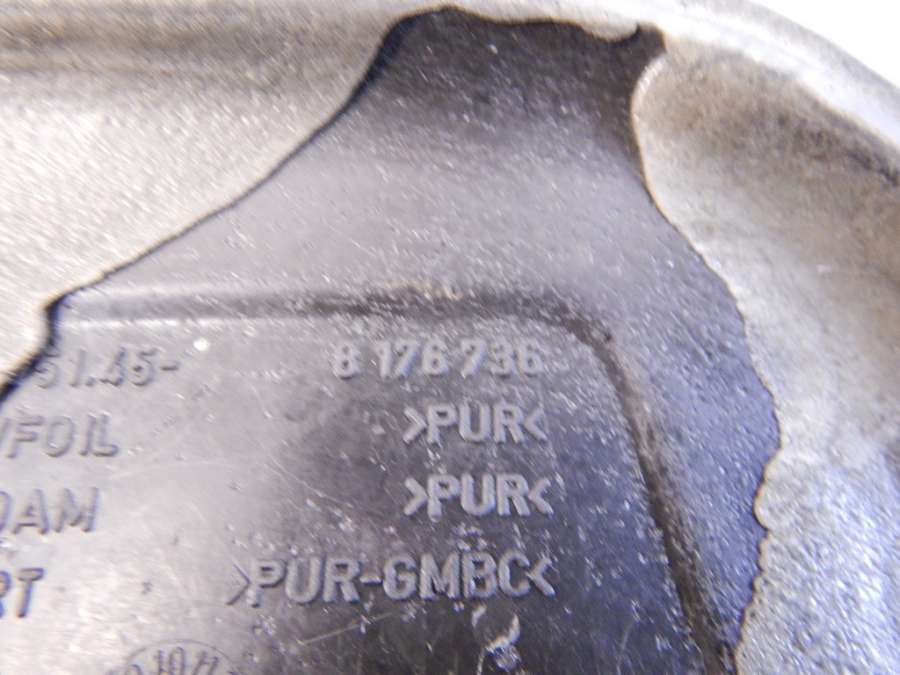 51.45- 8 176 736
/FOIL >PUR<
OAM >PUR<
RT >PUR-GMBC<